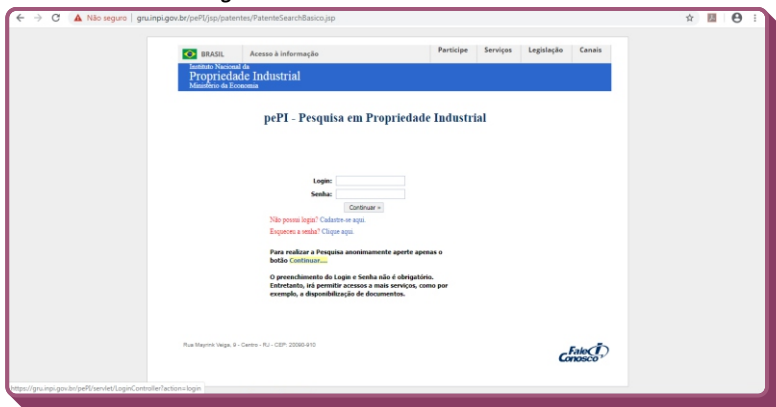 Não seguro | gru.inpi.gov.br/pePI/jsp/patentes/PatenteSearchBasico.jsp
BRASIL Acesso à informação Participe Serviços Legislação Canais
Instituto Nacional da
Propriedade Industrial
Ministério da Economia
pePI - Pesquisa em Propriedade Industrial
Login:
Senha:
Continuar »
Não possui login? Cadastre-se aqui.
Esqueceu a senha? Clique aqui.
Para realizar a Pesquisa anonimamente aperte apenas o
botão Continuar....
O preenchimento do Login e Senha não é obrigatório.
Entretanto, irá permitir acessos a mais serviços, como por
exemplo, a disponibilização de documentos.
Rua Mayrink Veiga, 9 - Centro - RJ - CEP: 20090-910
Fale
Conosco
https://gru.inpi.gov.br/pePI/servlet/LoginController?action=login